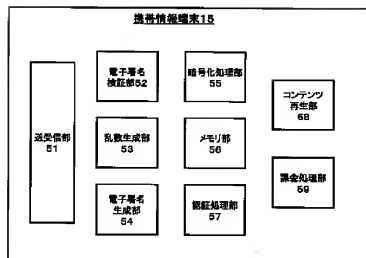 携帯情報端末15
送受信部
51
電子署名
検証部52
乱数生成部
53
電子署名
生成部
54
暗号化処理部
55
メモリ部
56
認証処理部
57
コンテンツ
再生部
58
課金処理部
59